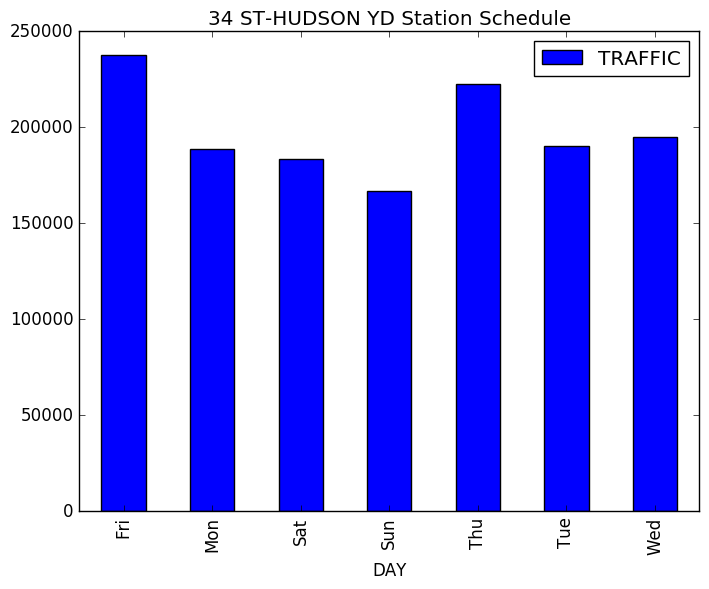 34 ST-HUDSON YD Station Schedule
TRAFFIC
250000
200000
150000
100000
50000
0
Fri
Mon
Sat
Sun
Thu
Tue
Wed
DAY